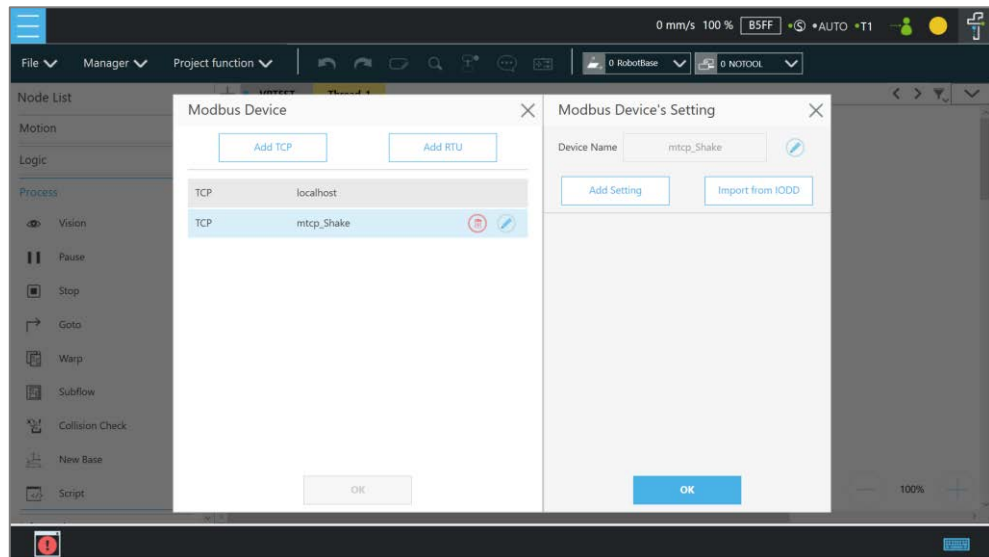 0 mm/s 100 % B5FF •Ⓢ •AUTO •T1
File Manager Project function 0 RobotBase 0 NOTOOL
Node List
Motion
Logic
Process
Vision
Pause
Stop
Goto
Warp
Subflow
Collision Check
New Base
Script
Modbus Device
Add TCP Add RTU
TCP localhost
TCP mtcp_Shake
OK
Modbus Device's Setting
Device Name mtcp_Shake
Add Setting Import from IODD
OK
100%